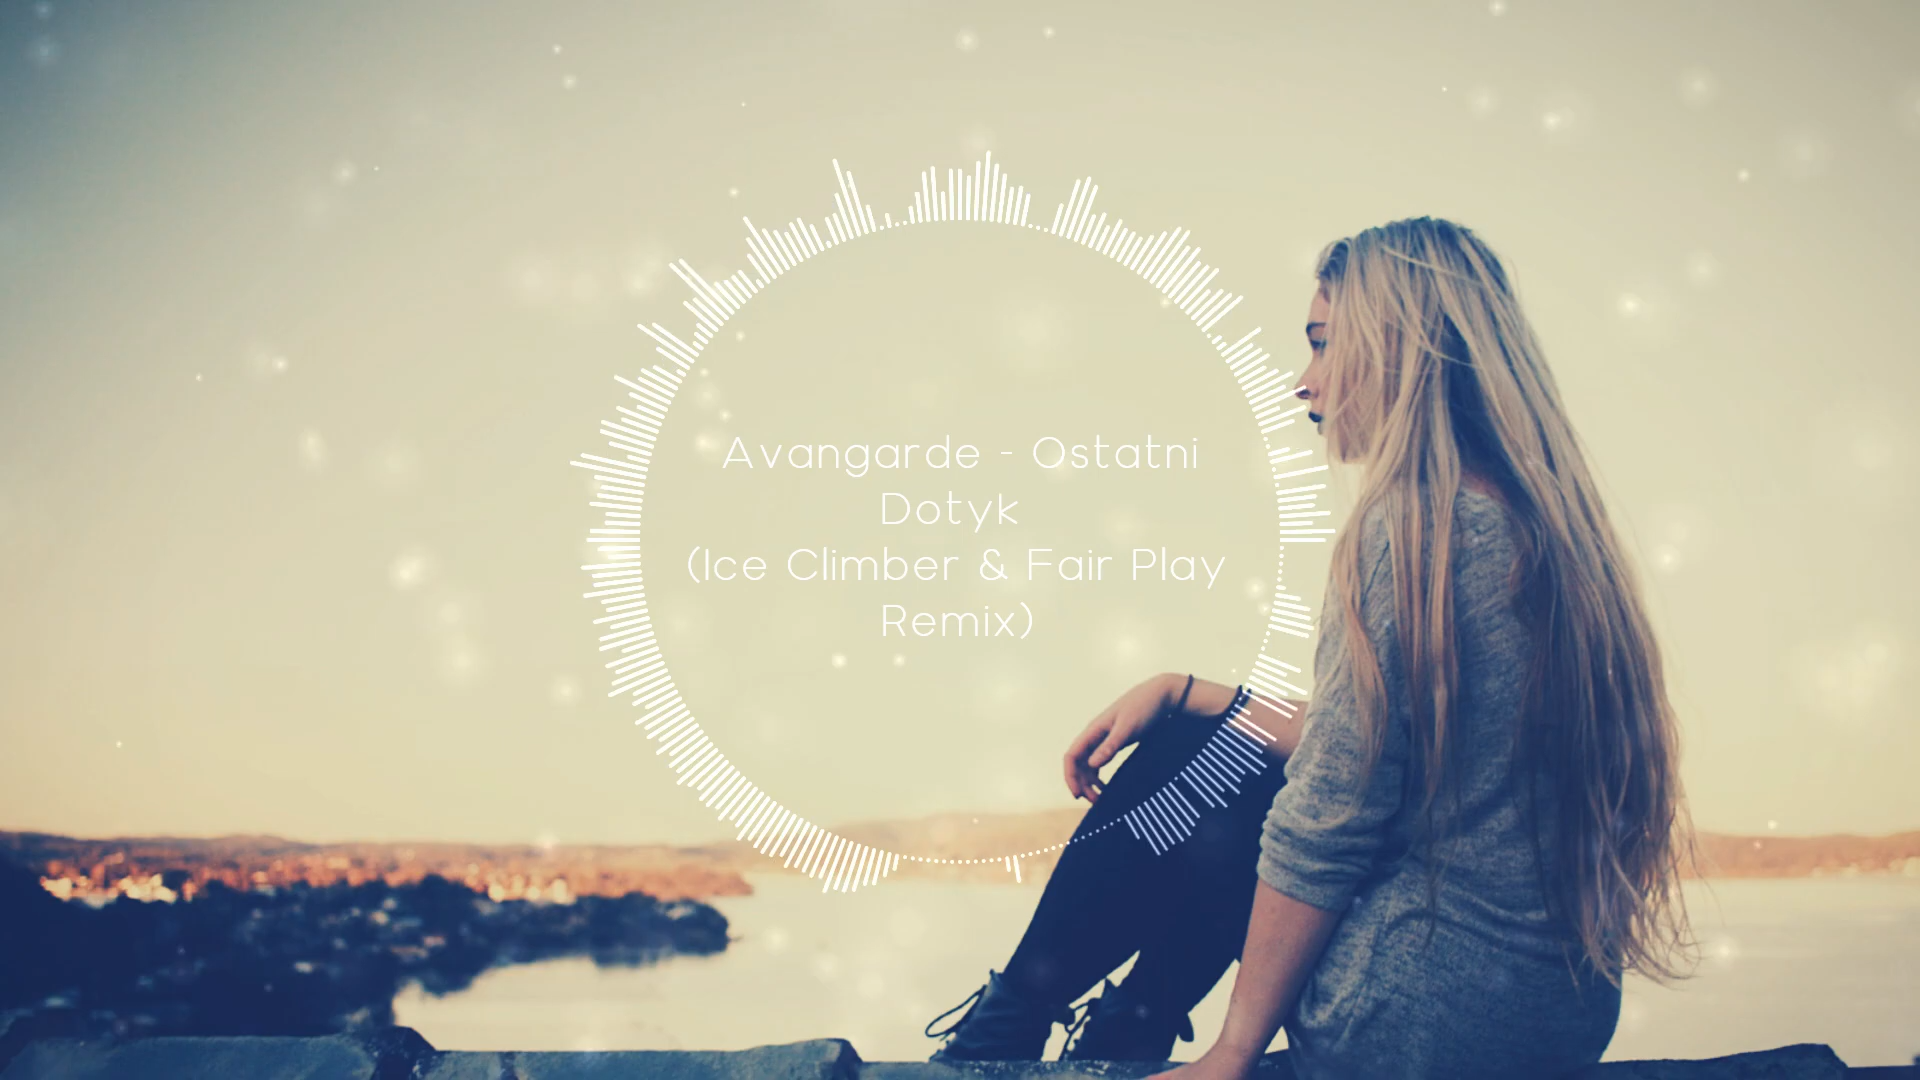 Avangarde - Ostatni
Dotyk
(Ice Climber & Fair Play
Remix)